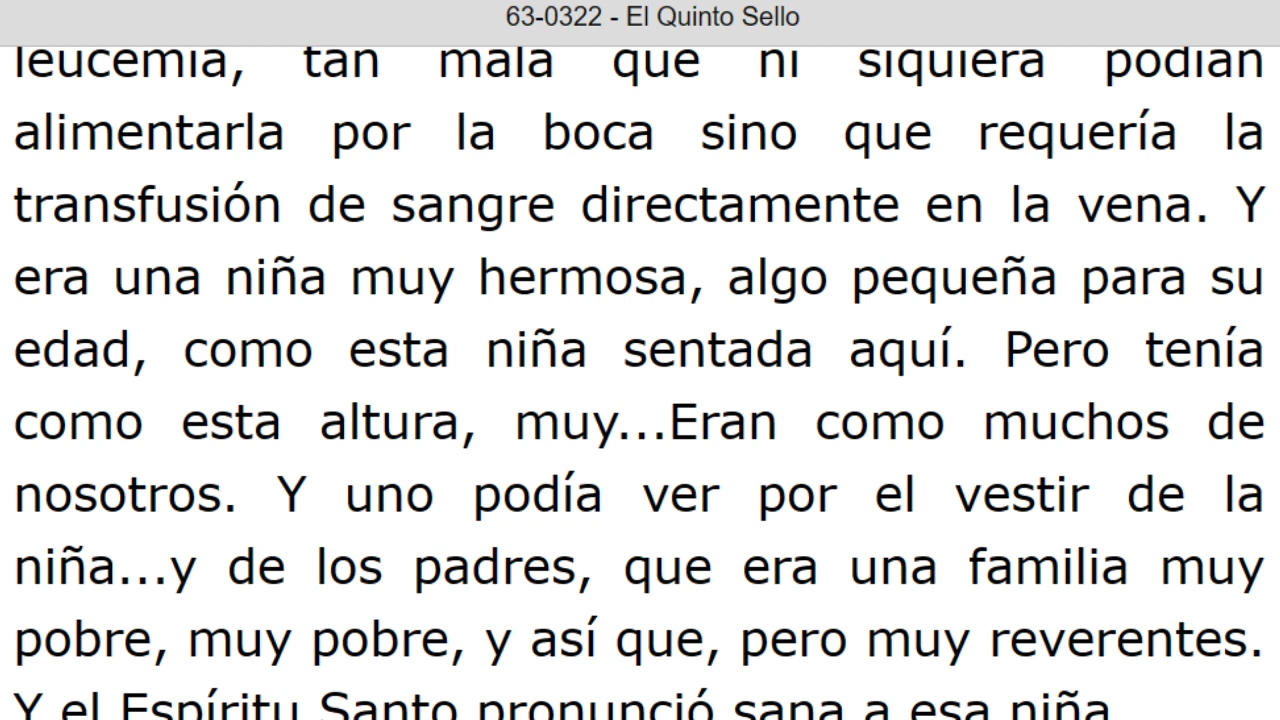 63-0322 - El Quinto Sello
leucemia, tan mala que ni siquiera podían
alimentarla por la boca sino que requería la
transfusión de sangre directamente en la vena. Y
era una niña muy hermosa, algo pequeña para su
edad, como esta niña sentada aquí. Pero tenía
como esta altura, muy…Eran como muchos de
nosotros. Y uno podía ver por el vestir de la
niña…y de los padres, que era una familia muy
pobre, muy pobre, y así que, pero muy reverentes.
Y el Espíritu Santo pronunció sana a esa niña.